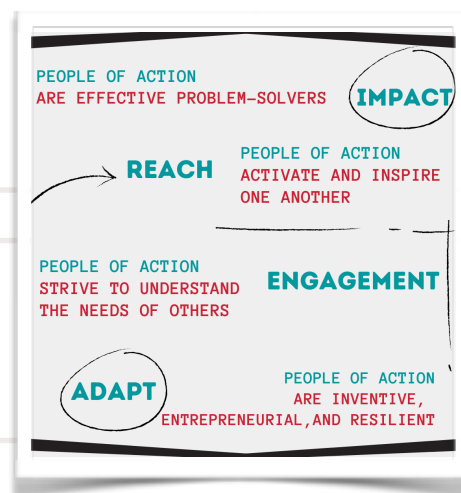 PEOPLE OF ACTION
ARE EFFECTIVE PROBLEM–SOLVERS
IMPACT
REACH
PEOPLE OF ACTION
ACTIVATE AND INSPIRE
ONE ANOTHER
PEOPLE OF ACTION
STRIVE TO UNDERSTAND
THE NEEDS OF OTHERS
ENGAGEMENT
ADAPT
PEOPLE OF ACTION
ARE INVENTIVE,
ENTREPRENEURIAL,AND RESILIENT